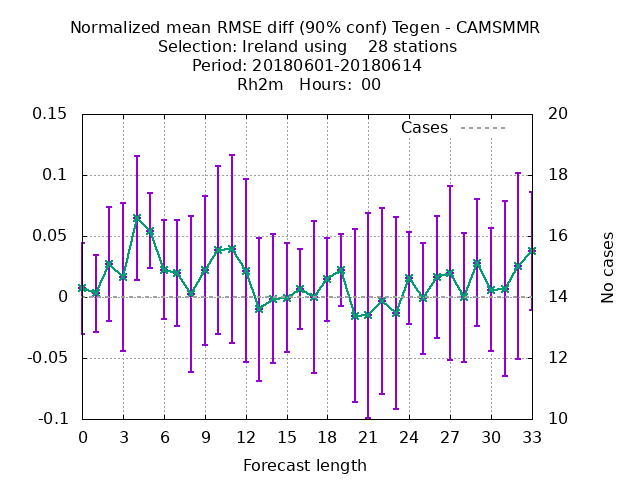 Normalized mean RMSE diff (90% conf) Tegen - CAMSMMR
Selection: Ireland using    28 stations
Period: 20180601-20180614
Rh2m   Hours:  00
0.15
0.1
0.05
0
-0.05
-0.1
20
18
16
14
12
10
Cases
No cases
0 3 6 9 12 15 18 21 24 27 30 33
Forecast length